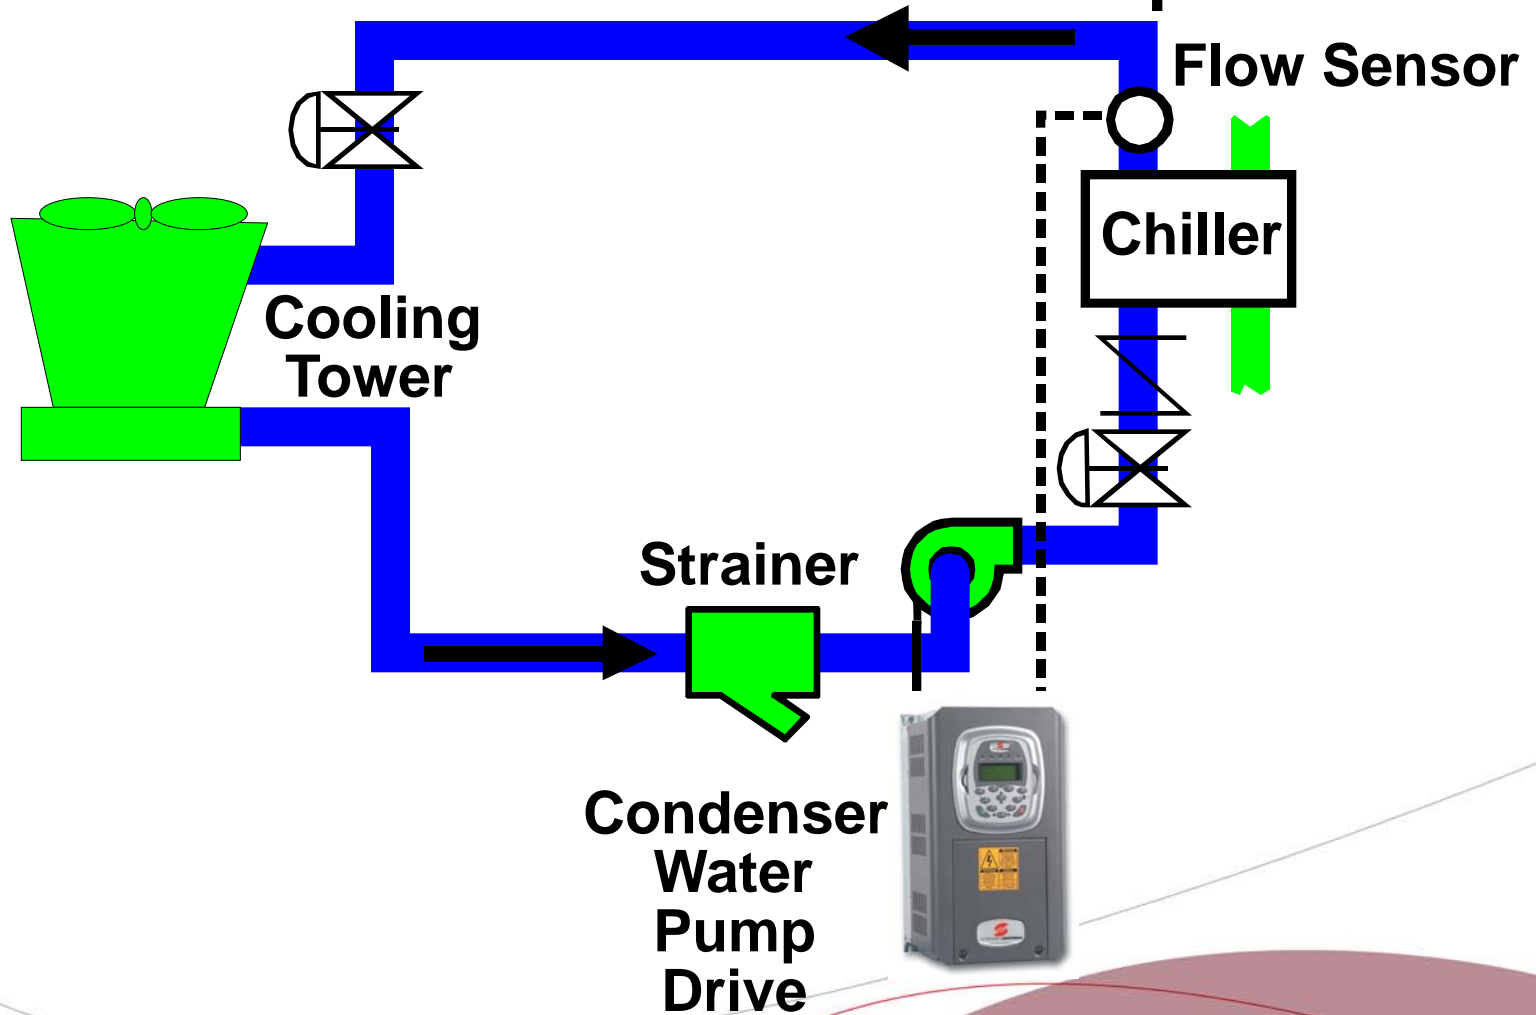 Flow Sensor
Chiller
Cooling
Tower
Strainer
Condenser
Water
Pump
Drive